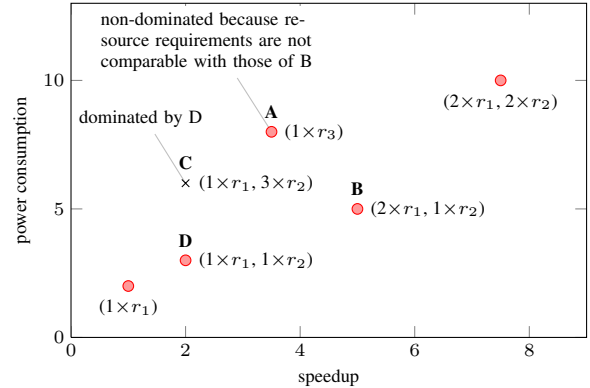 non-dominated because re-
source requirements are not
comparable with those of B
10
(2×r₁, 2×r₂)
A
(1×r₃)
dominated by D
C
(1×r₁, 3×r₂)
B
(2×r₁, 1×r₂)
5
D
(1×r₁, 1×r₂)
(1×r₁)
0
0
2
4
6
8
speedup
power consumption